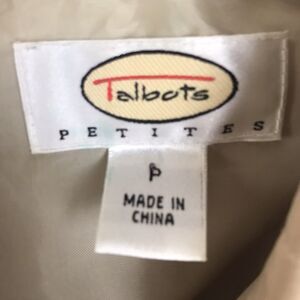 Talbots
PETITES
P
MADE IN
CHINA